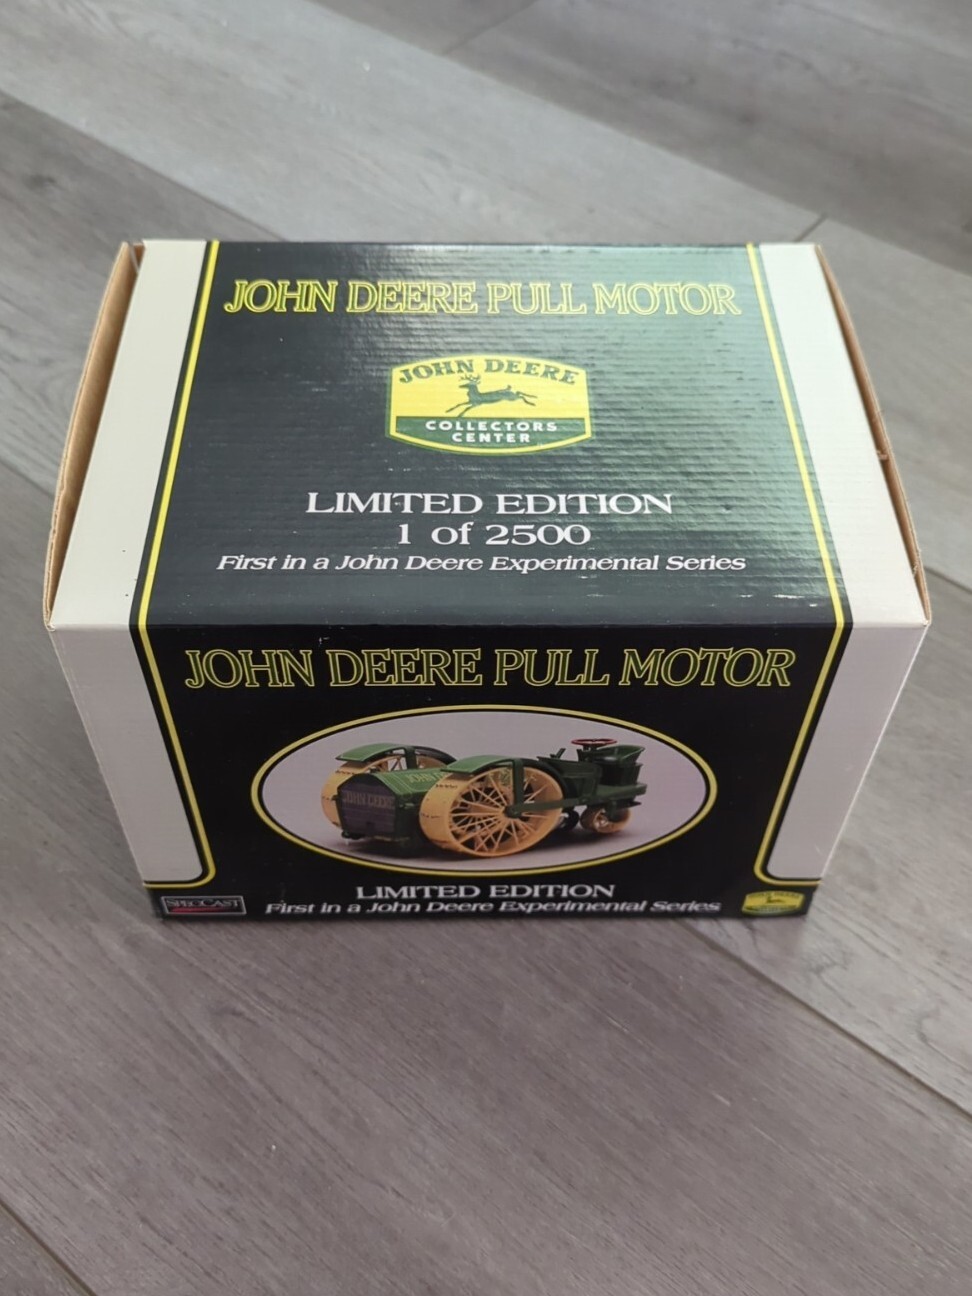 JOHN DEERE PULL MOTOR
JOHN DEERE
COLLECTORS
CENTER
LIMITED EDITION
1 of 2500
First in a John Deere Experimental Series
JOHN DEERE PULL MOTOR
JOHN DEERE
LIMITED EDITION
First in a John Deere Experimental Series
SPECCAST